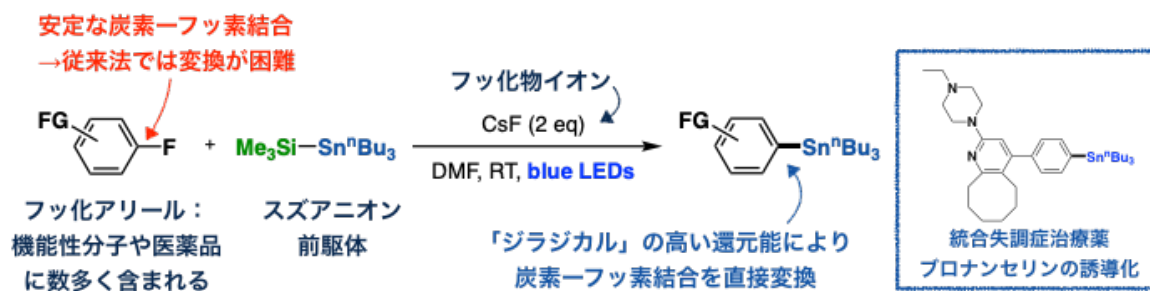 安定な炭素ーフッ素結合
→従来法では変換が困難
フッ化物イオン
FG
F
+
Me₃Si—SnⁿBu₃
CsF (2 eq)
DMF, RT, blue LEDs
FG
SnⁿBu₃
フッ化アリール：
機能性分子や医薬品
に数多く含まれる
スズアニオン
前駆体
「ジラジカル」の高い還元能により
炭素ーフッ素結合を直接変換
N
N
N
SnⁿBu₃
統合失調症治療薬
ブロナンセリンの誘導化